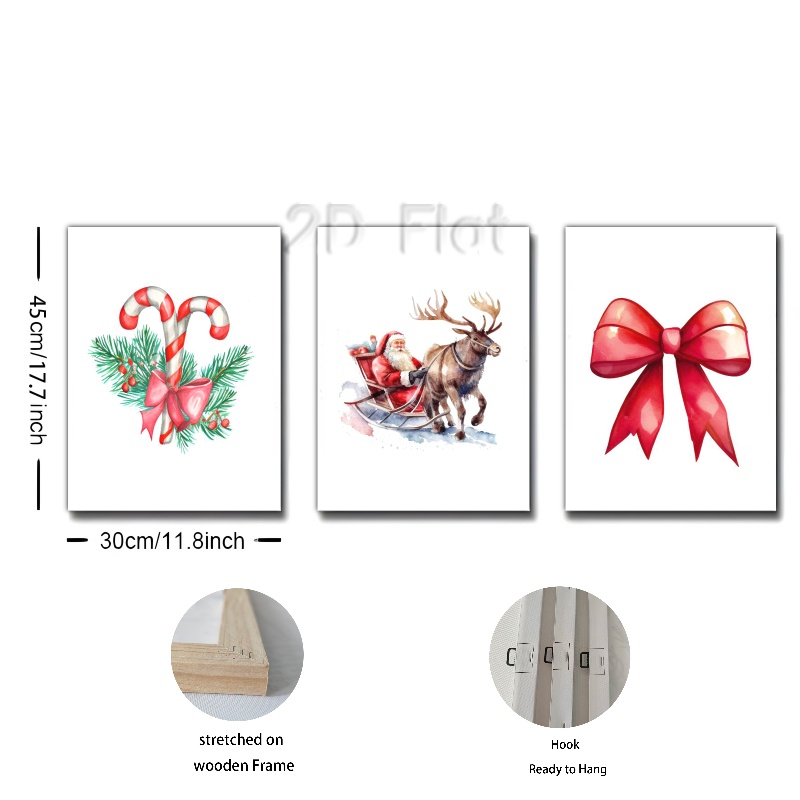 2D Flat
45cm/17.7inch
30cm/11.8inch
stretched on
wooden Frame
Hook
Ready to Hang